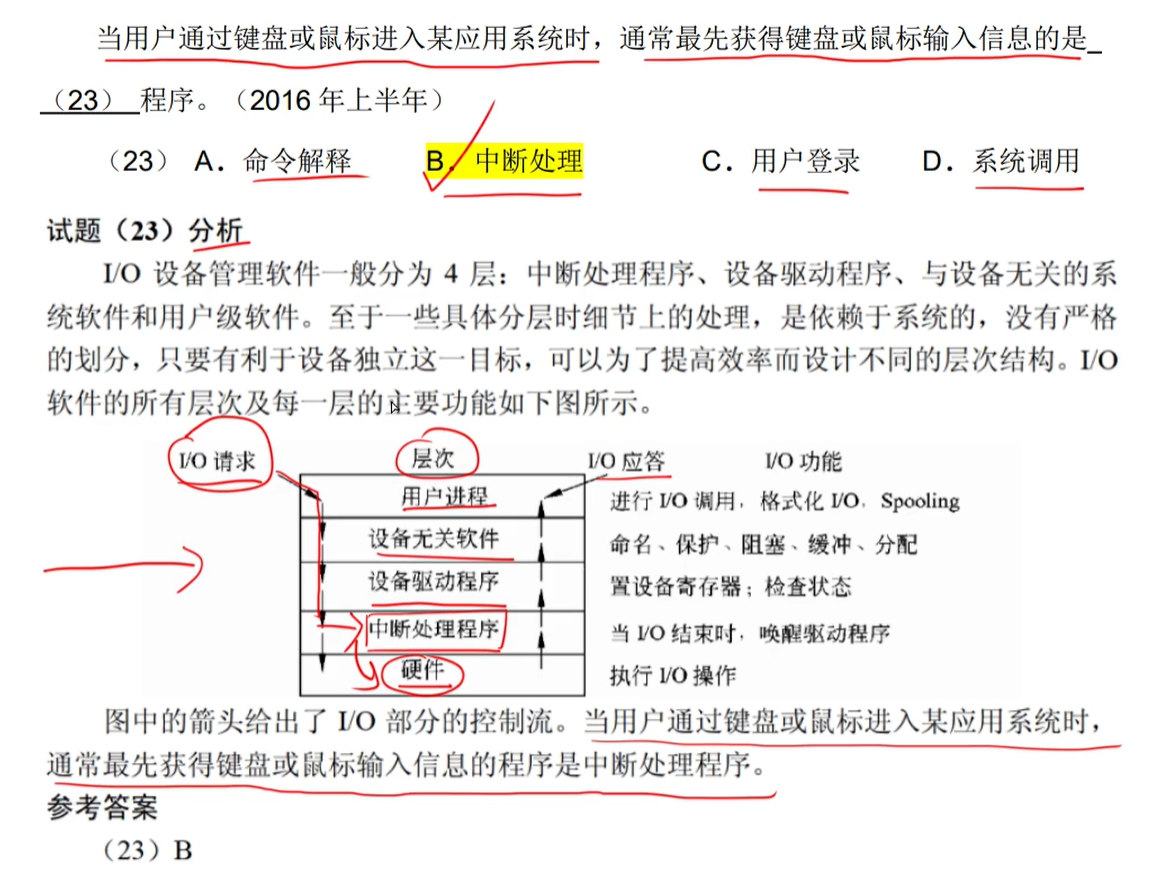 当用户通过键盘或鼠标进入某应用系统时，通常最先获得键盘或鼠标输入信息的是_
（23） 程序。（2016 年上半年）
（23） A．命令解释 B．中断处理 C．用户登录 D．系统调用
试题（23）分析
I/O 设备管理软件一般分为 4 层：中断处理程序、设备驱动程序、与设备无关的系
统软件和用户级软件。至于一些具体分层时细节上的处理，是依赖于系统的，没有严格
的划分，只要有利于设备独立这一目标，可以为了提高效率而设计不同的层次结构。I/O
软件的所有层次及每一层的主要功能如下图所示。
I/O 请求 层次 I/O 应答 I/O 功能
用户进程 进行 I/O 调用，格式化 I/O，Spooling
设备无关软件 命名、保护、阻塞、缓冲、分配
设备驱动程序 置设备寄存器；检查状态
中断处理程序 当 I/O 结束时，唤醒驱动程序
硬件 执行 I/O 操作
图中的箭头给出了 I/O 部分的控制流。当用户通过键盘或鼠标进入某应用系统时，
通常最先获得键盘或鼠标输入信息的程序是中断处理程序。
参考答案
（23）B